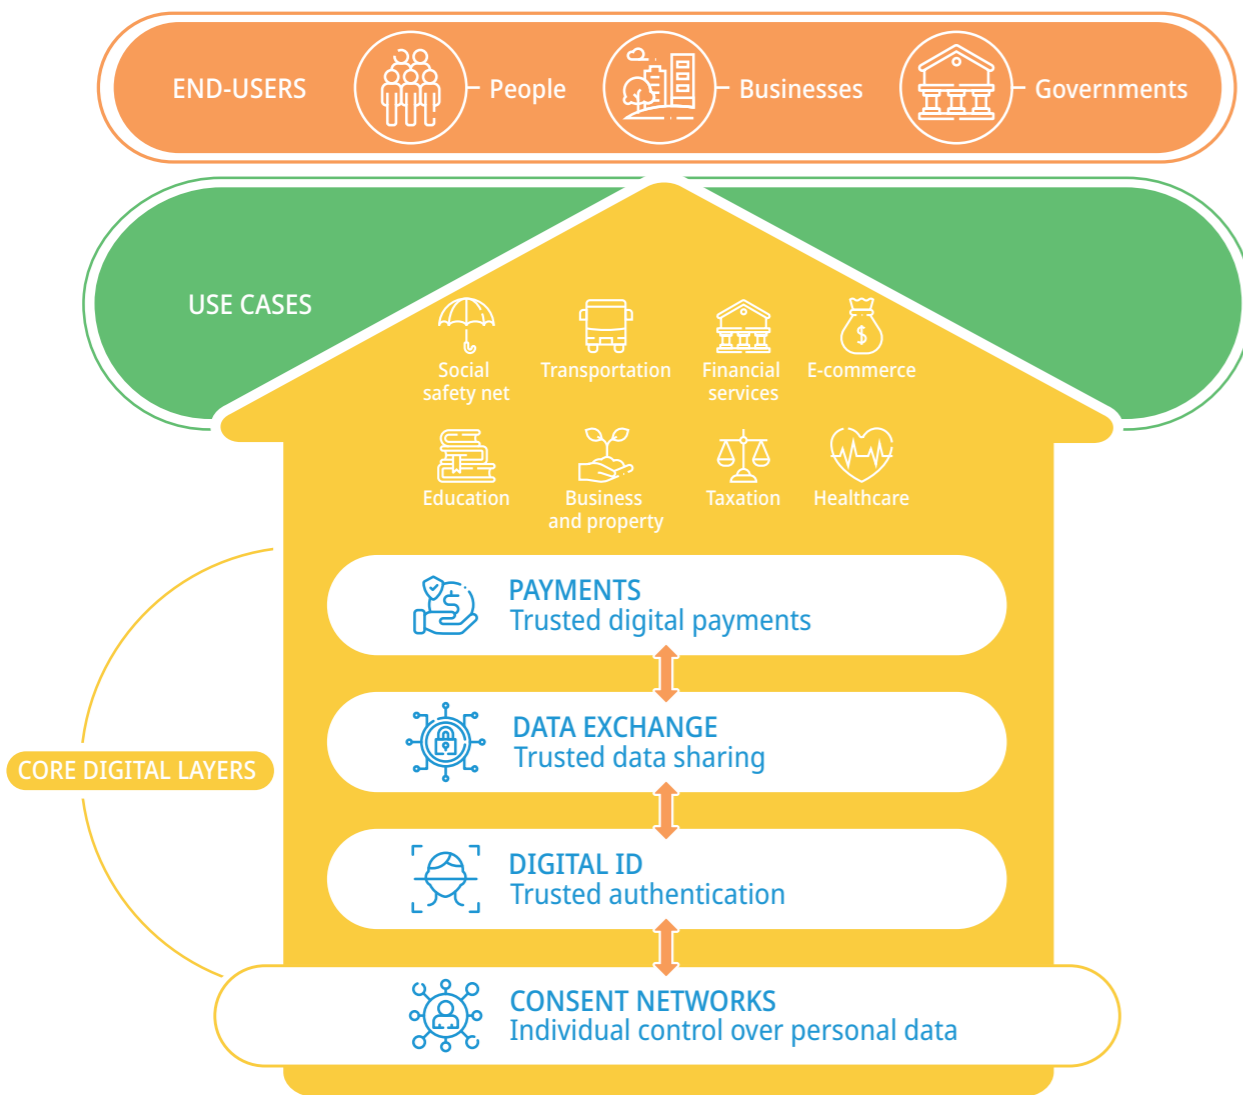 END-USERS
People
Businesses
Governments
USE CASES
Social
safety net
Transportation
Financial
services
E-commerce
Education
Business
and property
Taxation
Healthcare
PAYMENTS
Trusted digital payments
DATA EXCHANGE
Trusted data sharing
CORE DIGITAL LAYERS
DIGITAL ID
Trusted authentication
CONSENT NETWORKS
Individual control over personal data